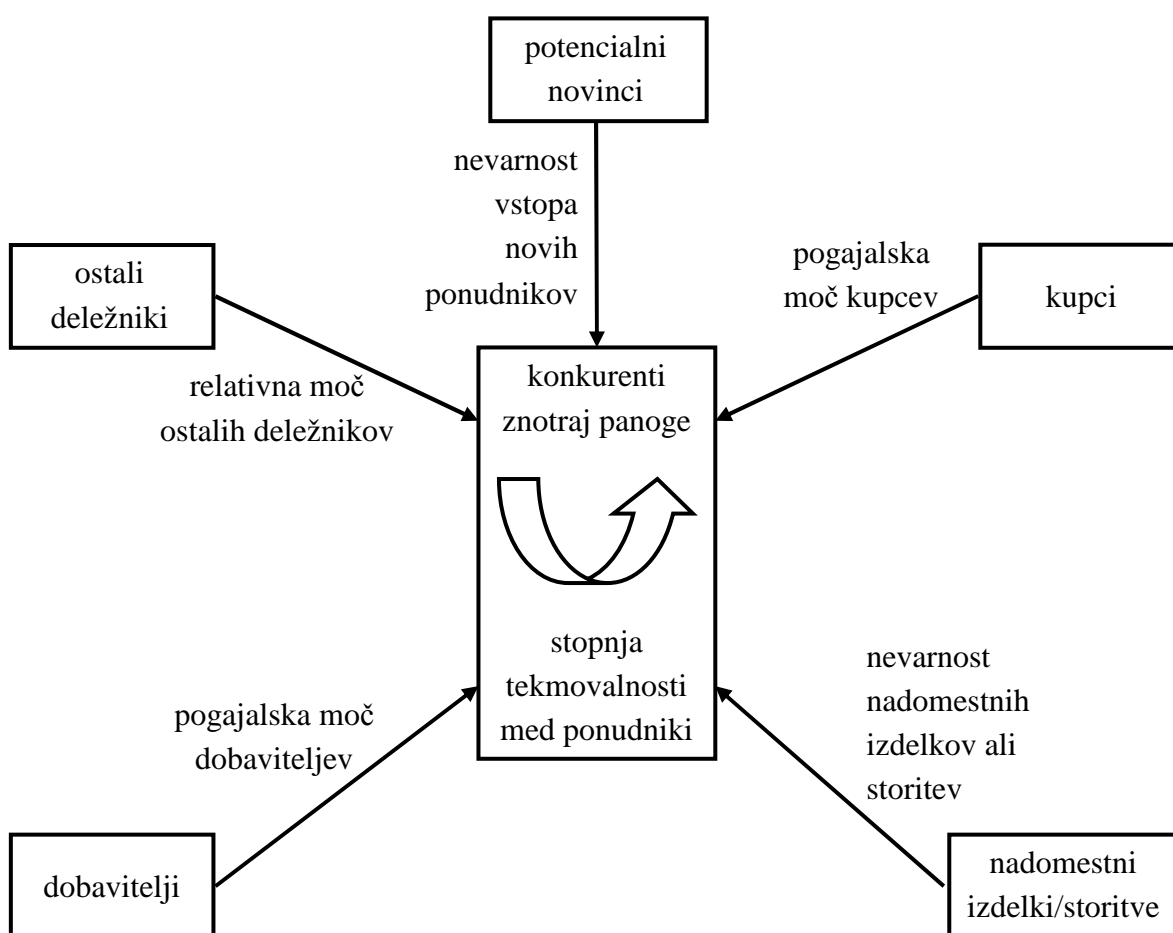 potencialni
novinci
nevarnost
vstopa
novih
ponudnikov
ostali
deležniki
relativna moč
ostalih deležnikov
pogajalska
moč kupcev
kupci
konkurenti
znotraj panoge
stopnja
tekmovalnosti
med ponudniki
pogajalska moč
dobaviteljev
dobavitelji
nevarnost
nadomestnih
izdelkov ali
storitev
nadomestni
izdelki/storitve